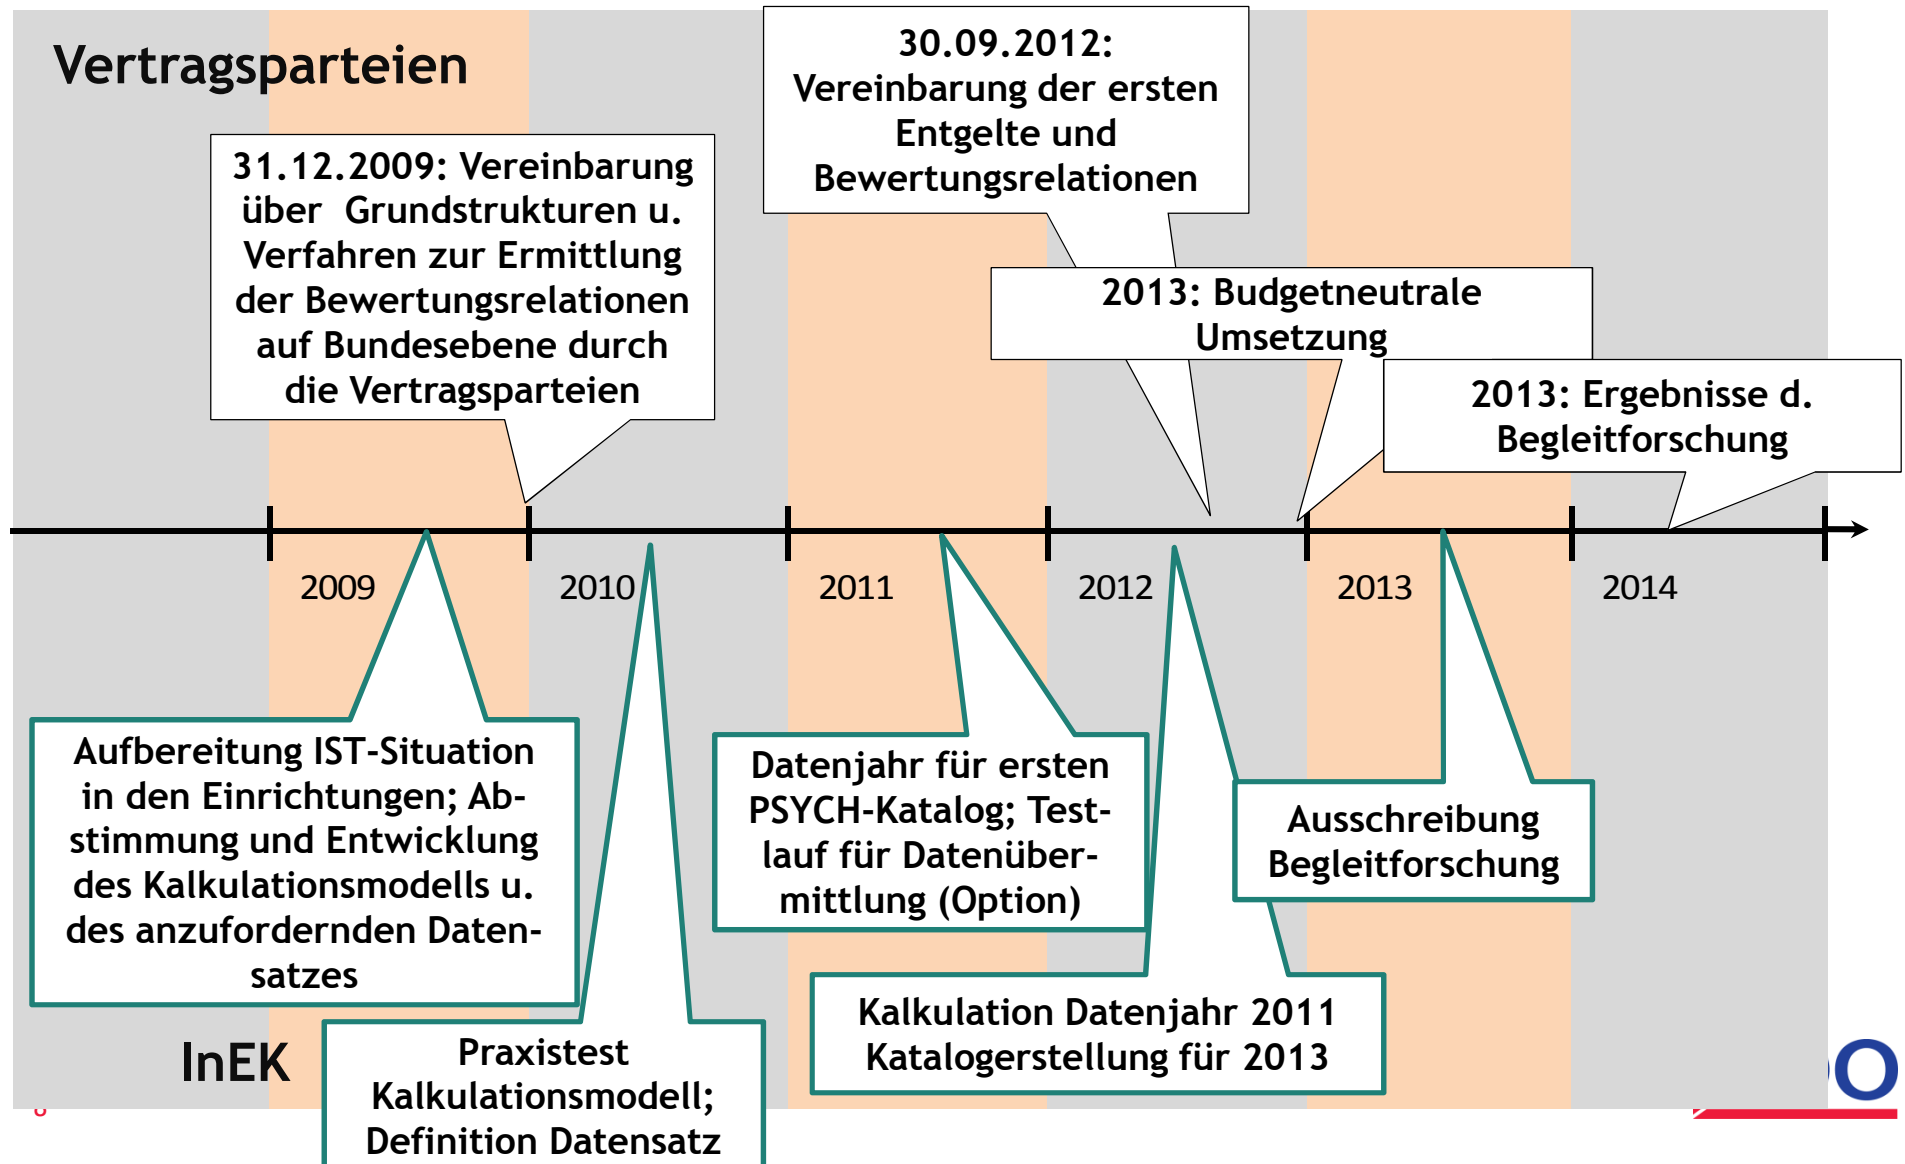 Vertragsparteien
30.09.2012:
Vereinbarung der ersten
Entgelte und
Bewertungsrelationen
31.12.2009: Vereinbarung
über Grundstrukturen u.
Verfahren zur Ermittlung
der Bewertungsrelationen
auf Bundesebene durch
die Vertragsparteien
2013: Budgetneutrale
Umsetzung
2013: Ergebnisse d.
Begleitforschung
2009
2010
2011
2012
2013
2014
Aufbereitung IST-Situation
in den Einrichtungen; Ab-
stimmung und Entwicklung
des Kalkulationsmodells u.
des anzufordernden Daten-
satzes
Datenjahr für ersten
PSYCH-Katalog; Test-
lauf für Datenüber-
mittlung (Option)
Ausschreibung
Begleitforschung
Kalkulation Datenjahr 2011
Katalogerstellung für 2013
InEK
Praxistest
Kalkulationsmodell;
Definition Datensatz